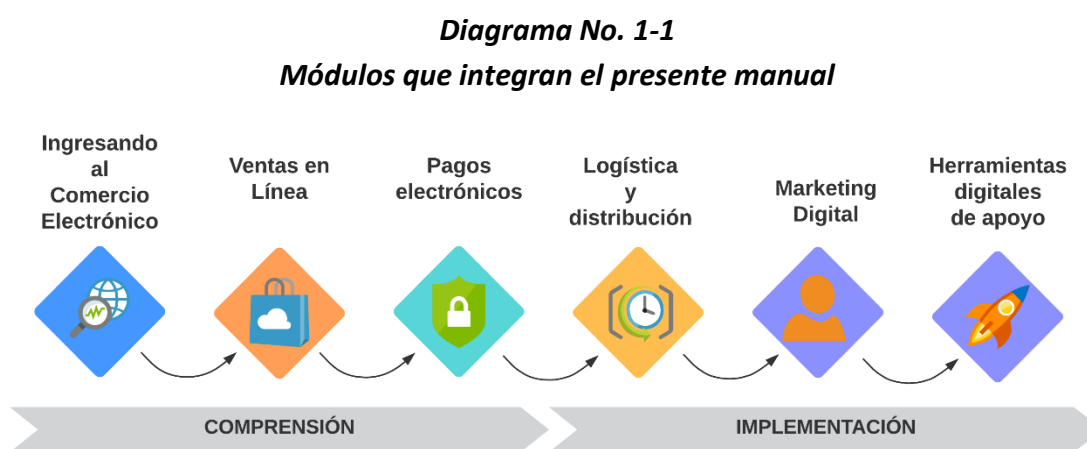 Diagrama No. 1-1
Módulos que integran el presente manual
Ingresando
al
Comercio
Electrónico
Ventas en
Línea
Pagos
electrónicos
Logística
y
distribución
Marketing
Digital
Herramientas
digitales
de apoyo
COMPRENSIÓN
IMPLEMENTACIÓN